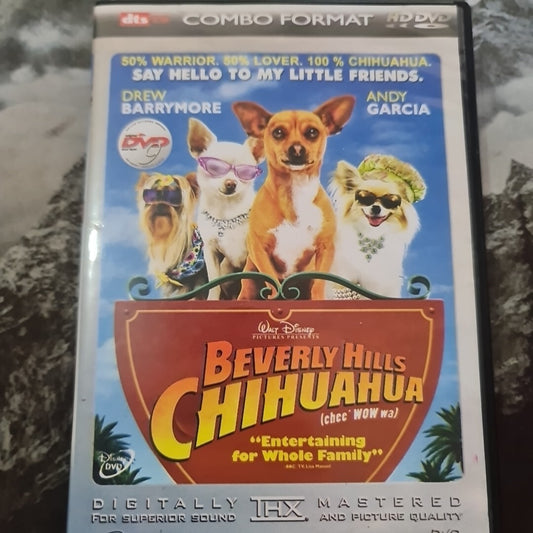 dts COMBO FORMAT HD DVD
50% WARRIOR. 50% LOVER. 100 % CHIHUAHUA.
SAY HELLO TO MY LITTLE FRIENDS.
DREW
BARRYMORE
ANDY
GARCIA
DVD
WALT DISNEY
PICTURES PRESENTS
BEVERLY HILLS
CHIHUAHUA
(chee' WOW wa)
"Entertaining
for Whole Family"
Disney
DVD
DIGITALLY THX MASTERED
FOR SUPERIOR SOUND AND PICTURE QUALITY